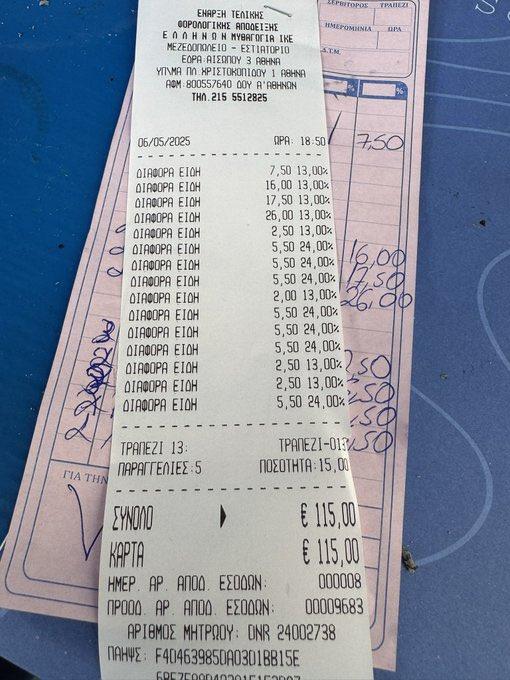 ΕΝΑΡΞΗ ΤΕΛΙΚΗΣ
ΦΟΡΟΛΟΓΙΚΗΣ ΑΠΟΔΕΙΞΗΣ
Ε Λ Λ Η Ν Ω Ν ΜΥΘΑΓΩΓΙΑ ΙΚΕ
ΜΕΖΕΔΟΠΩΛΕΙΟ - ΕΣΤΙΑΤΟΡΙΟ
ΕΔΡΑ:ΑΙΣΩΠΟΥ 3 ΑΘΗΝΑ
ΥΠ/ΜΑ ΠΛ.ΧΡΙΣΤΟΚΟΠΙΔΟΥ 1 ΑΘΗΝΑ
ΑΦΜ:800557640 ΔΟΥ Α'ΑΘΗΝΩΝ
ΤΗΛ.215 5512825
06/05/2025 ΩΡΑ: 18:50
ΔΙΑΦΟΡΑ ΕΙΔΗ 7,50 13,00%
ΔΙΑΦΟΡΑ ΕΙΔΗ 16,00 13,00%
ΔΙΑΦΟΡΑ ΕΙΔΗ 17,50 13,00%
ΔΙΑΦΟΡΑ ΕΙΔΗ 26,00 13,00%
ΔΙΑΦΟΡΑ ΕΙΔΗ 2,50 13,00%
ΔΙΑΦΟΡΑ ΕΙΔΗ 5,50 24,00%
ΔΙΑΦΟΡΑ ΕΙΔΗ 5,50 24,00%
ΔΙΑΦΟΡΑ ΕΙΔΗ 5,50 24,00%
ΔΙΑΦΟΡΑ ΕΙΔΗ 2,00 13,00%
ΔΙΑΦΟΡΑ ΕΙΔΗ 5,50 24,00%
ΔΙΑΦΟΡΑ ΕΙΔΗ 5,50 24,00%
ΔΙΑΦΟΡΑ ΕΙΔΗ 5,50 24,00%
ΔΙΑΦΟΡΑ ΕΙΔΗ 2,50 13,00%
ΔΙΑΦΟΡΑ ΕΙΔΗ 2,50 13,00%
ΔΙΑΦΟΡΑ ΕΙΔΗ 5,50 24,00%
ΤΡΑΠΕΖΙ 13: ΤΡΑΠΕΖΙ-013
ΠΑΡΑΓΓΕΛΙΕΣ:5 ΠΟΣΟΤΗΤΑ:15,00
ΣΥΝΟΛΟ € 115,00
ΚΑΡΤΑ € 115,00
ΗΜΕΡ. ΑΡ. ΑΠΟΔ. ΕΣΟΔΩΝ: 000008
ΠΡΟΟΔ. ΑΡ. ΑΠΟΔ. ΕΣΟΔΩΝ: 00009683
ΑΡΙΘΜΟΣ ΜΗΤΡΩΟΥ: DNR 24002738
ΠΑΗΨΣ: F4D463985DA03D1BB15E
ΣΕΡΒΙΤΟΡΟΣ ΤΡΑΠΕΖΙ
ΗΜΕΡΟΜΗΝΙΑ ΩΡΑ
% %
7,50
16,00
17,50
26,00
,50
,50
,50
,50
ΓΙΑ ΤΗΝ